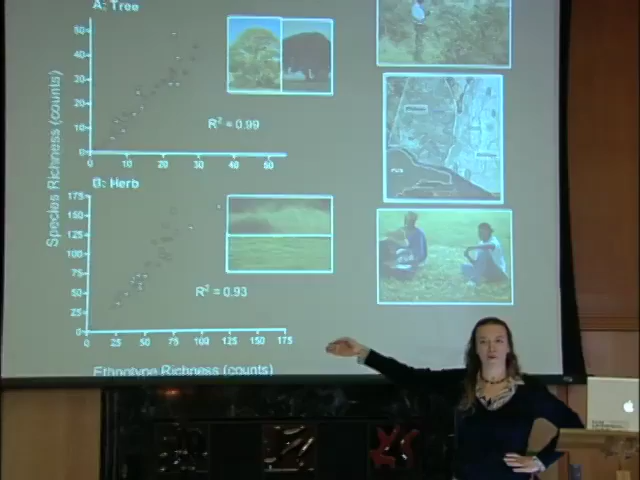 A: Tree
50
40
30
20
10
0
R² = 0.99
0 10 20 30 40 50
Species Richness (counts)
B: Herb
175
150
125
100
75
50
25
0
R² = 0.93
0 25 50 75 100 125 150 175
Ethnotype Richness (counts)